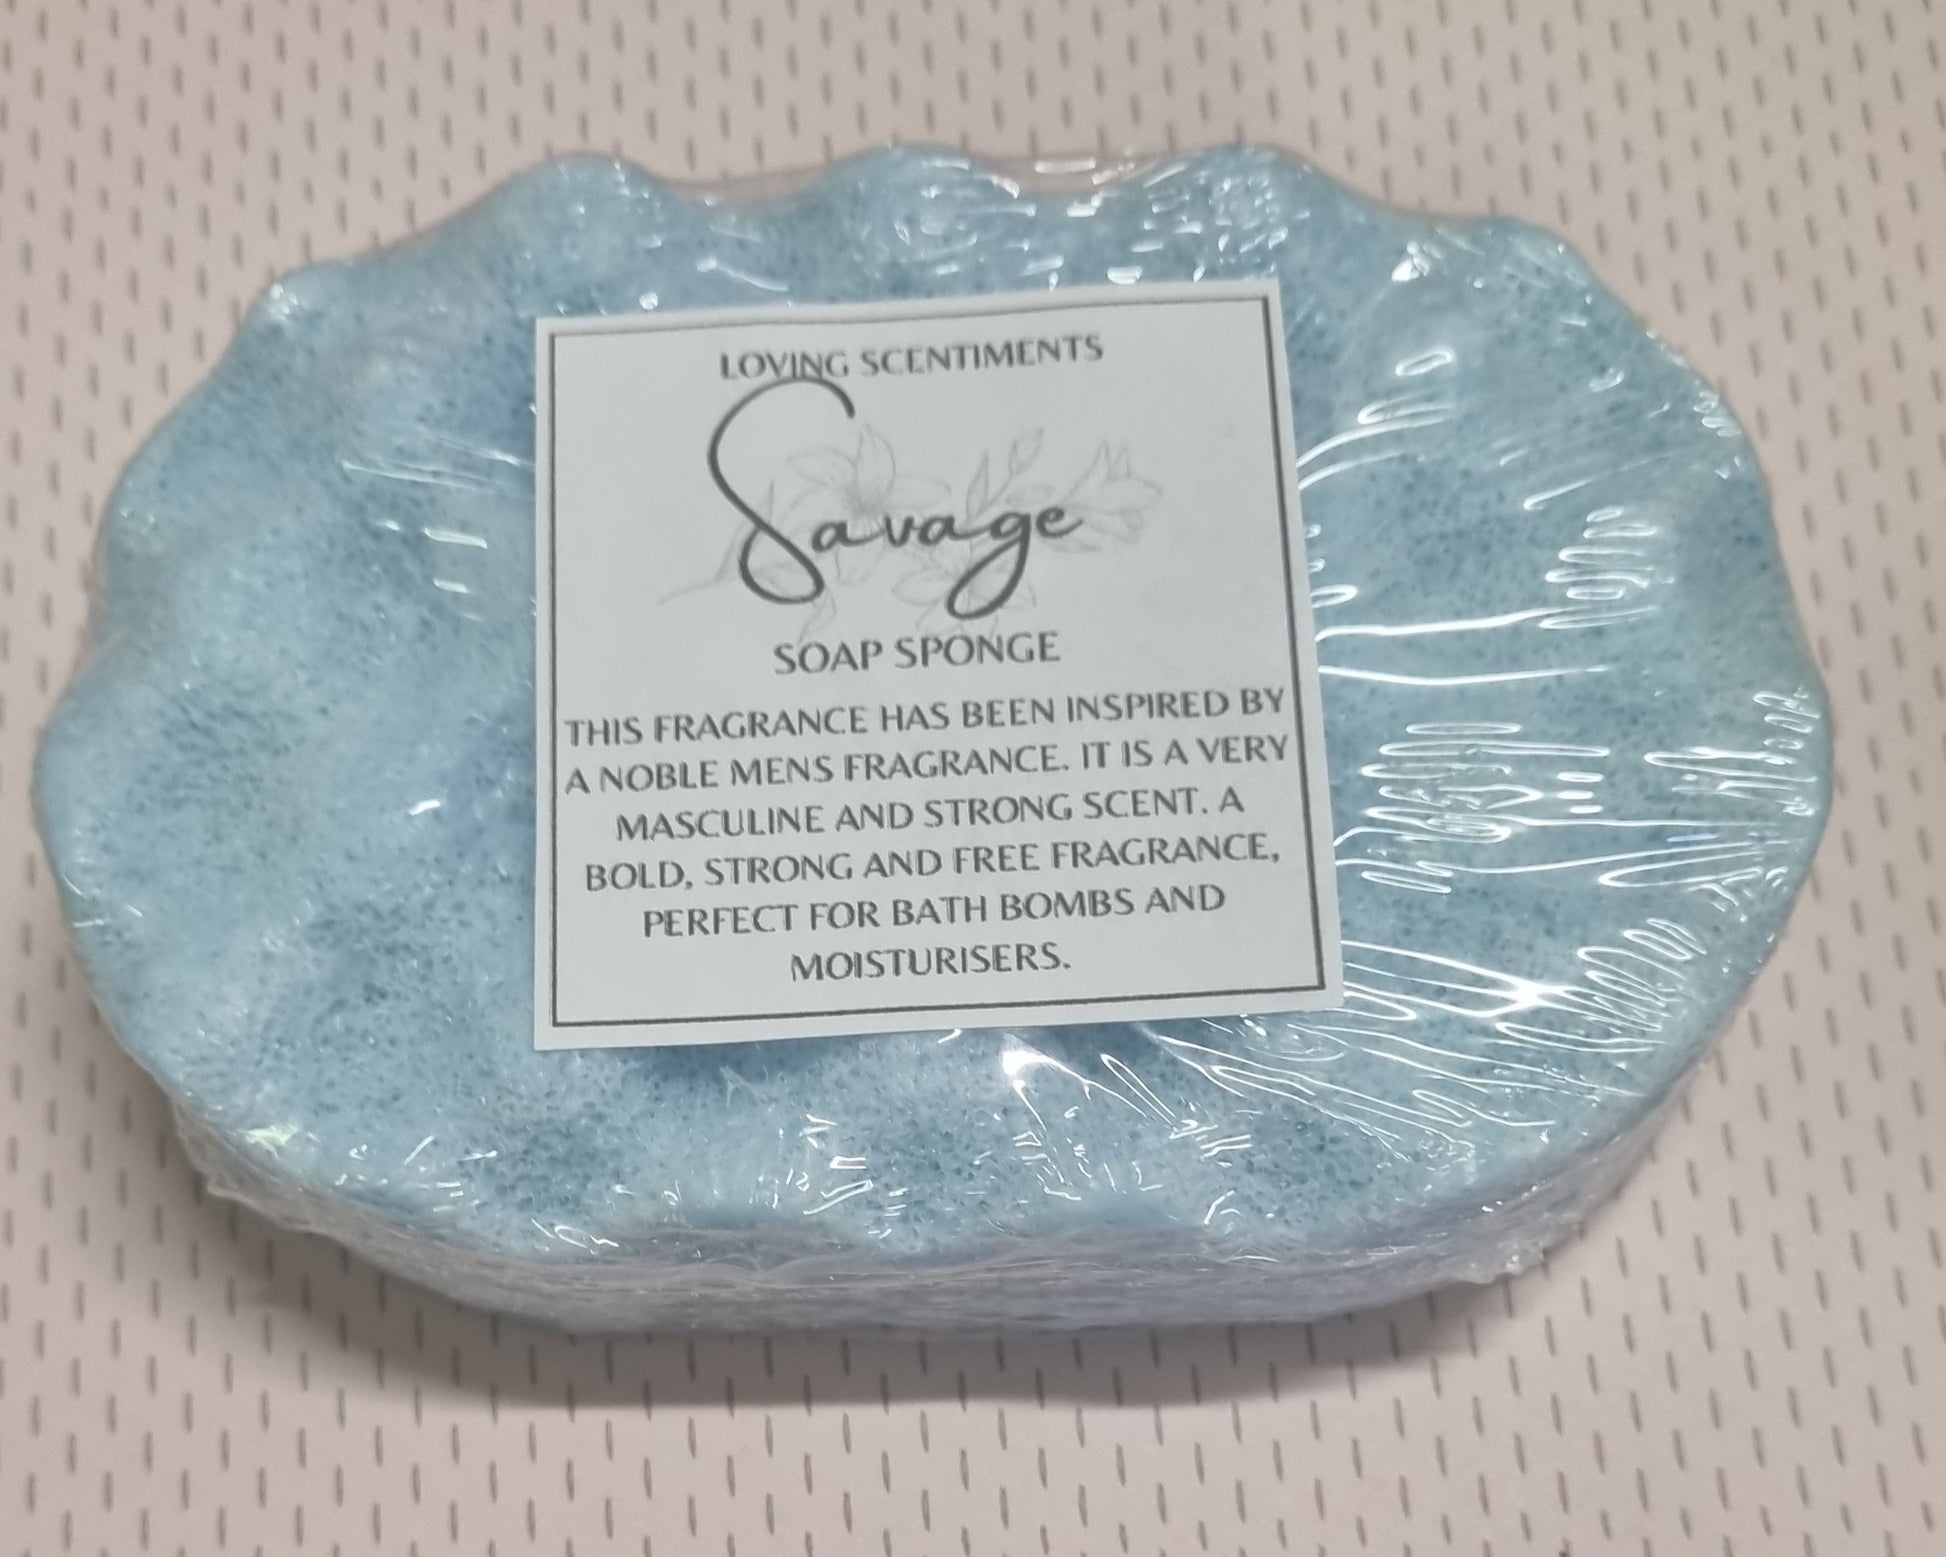 LOVING SCENTIMENTS
Savage
SOAP SPONGE
THIS FRAGRANCE HAS BEEN INSPIRED BY
A NOBLE MENS FRAGRANCE. IT IS A VERY
MASCULINE AND STRONG SCENT. A
BOLD, STRONG AND FREE FRAGRANCE,
PERFECT FOR BATH BOMBS AND
MOISTURISERS.